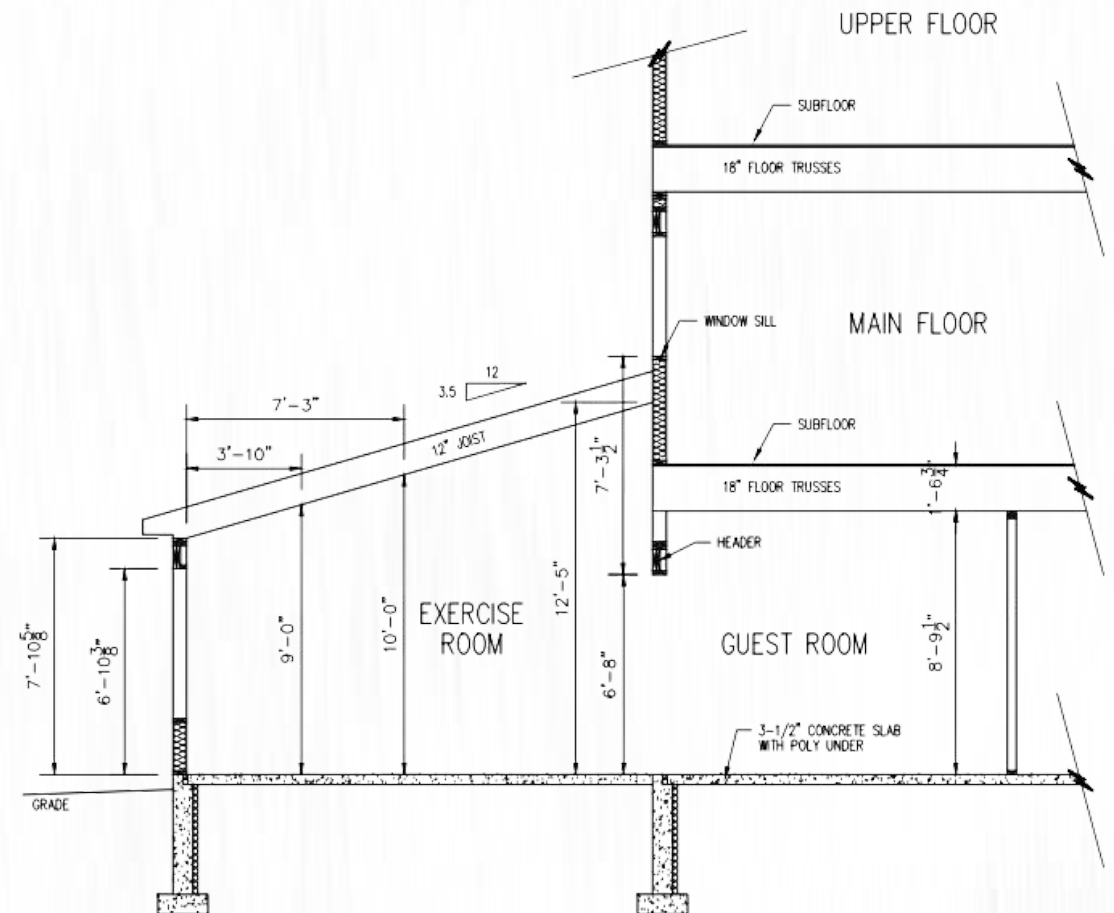 UPPER FLOOR
SUBFLOOR
18" FLOOR TRUSSES
WINDOW SILL
MAIN FLOOR
12
3.5
7'-3"
12" JOIST
3'-10"
7'-3 1/2"
SUBFLOOR
18" FLOOR TRUSSES
1'-6 3/4"
HEADER
7'-10 5/8"
6'-10 3/8"
9'-0"
10'-0"
12'-5"
6'-8"
8'-9 1/2"
EXERCISE
ROOM
GUEST ROOM
3-1/2" CONCRETE SLAB
WITH POLY UNDER
GRADE